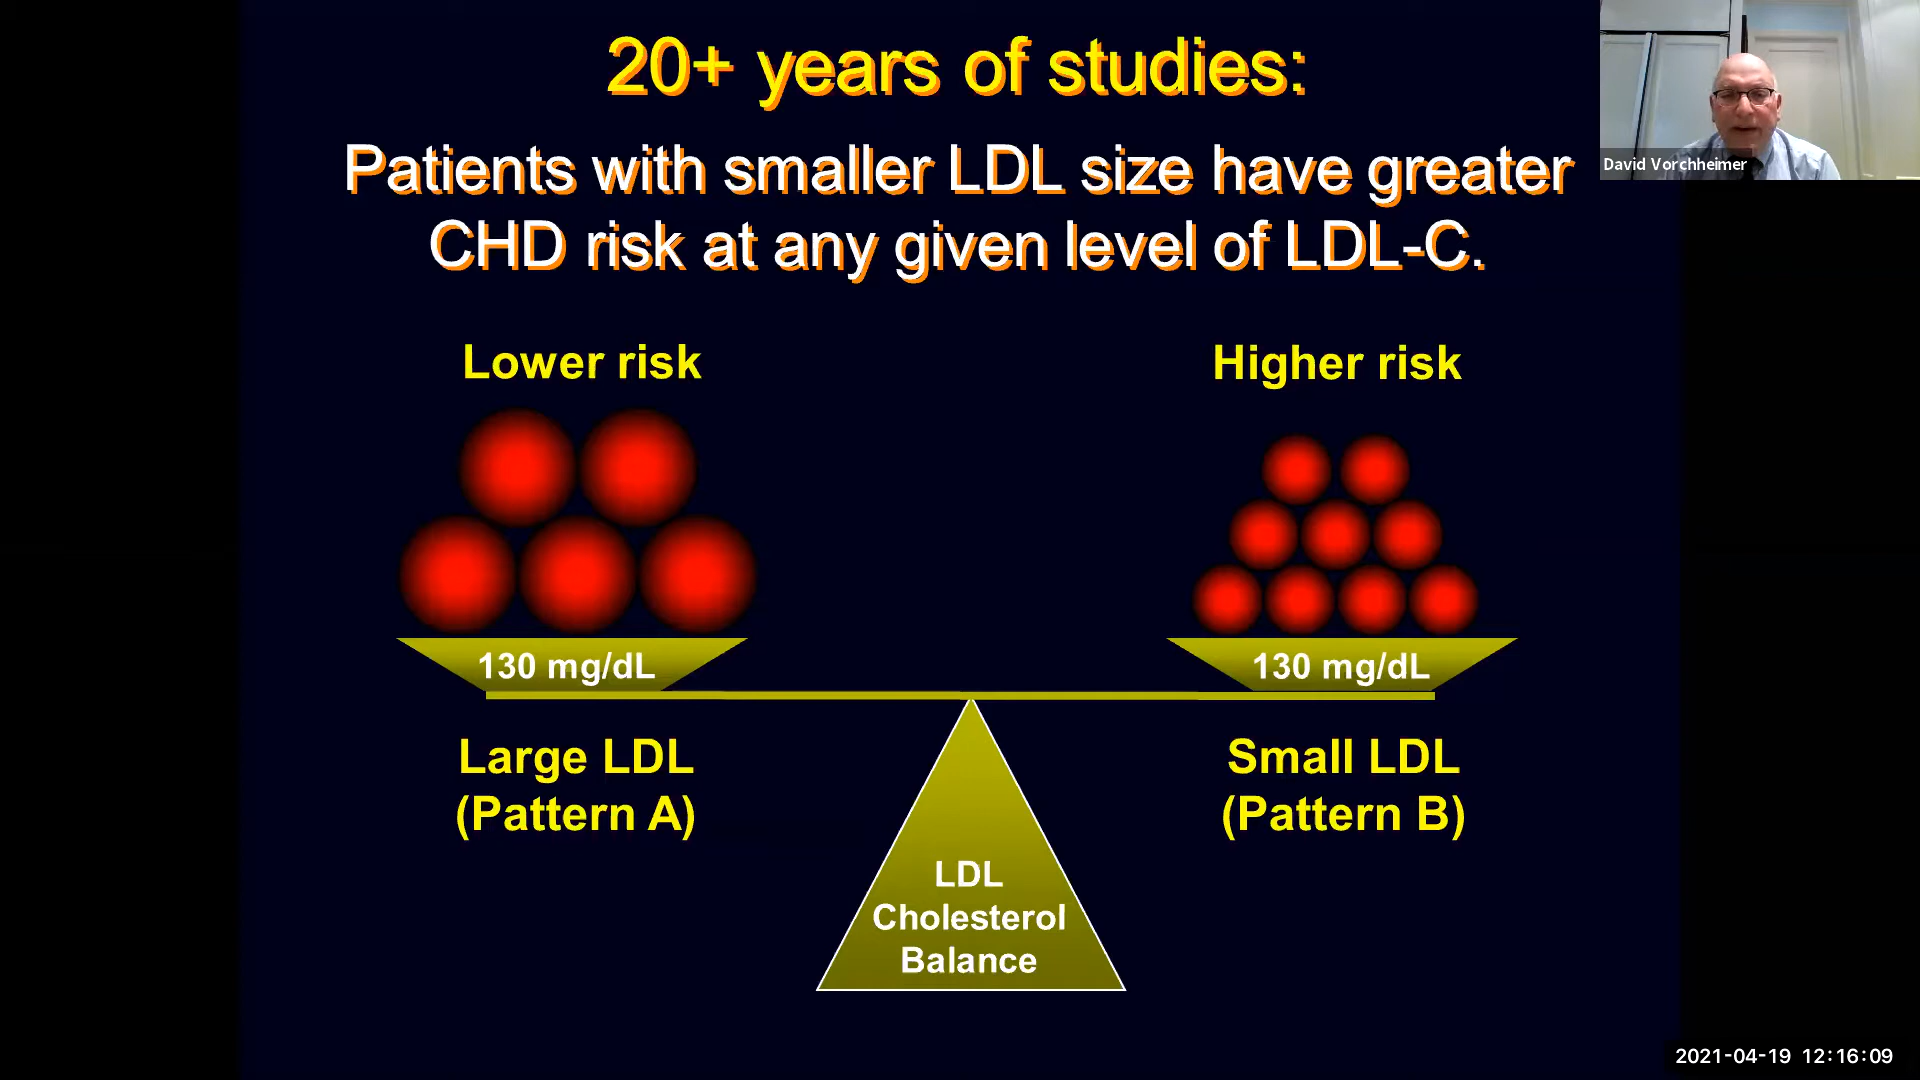 20+ years of studies:
Patients with smaller LDL size have greater
CHD risk at any given level of LDL-C.
David Vorchheimer
Lower risk
Higher risk
130 mg/dL
130 mg/dL
Large LDL
(Pattern A)
Small LDL
(Pattern B)
LDL
Cholesterol
Balance
2021-04-19 12:16:09